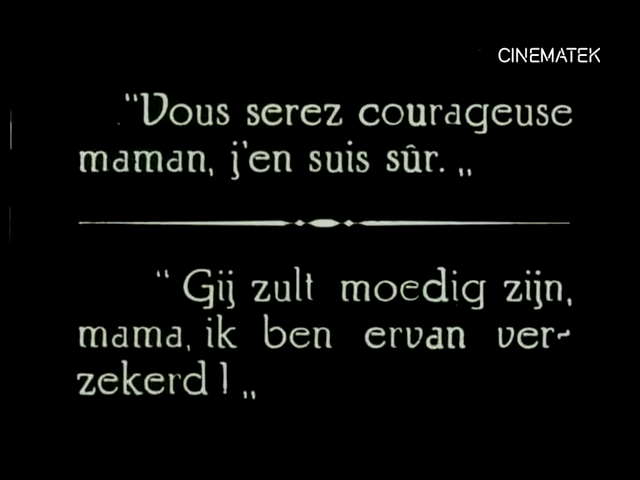 CINEMATEK
"Vous serez courageuse
maman, j'en suis sûr.„
" Gij zult moedig zijn,
mama, ik ben ervan ver-
zekerd ! „